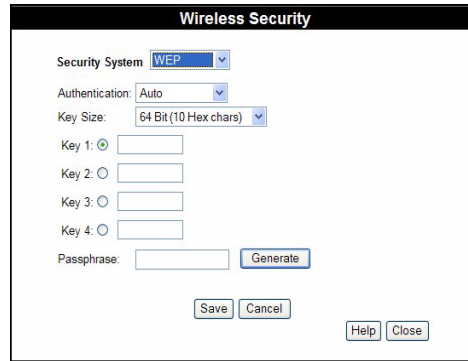 Wireless Security
Security System WEP
Authentication: Auto
Key Size: 64 Bit (10 Hex chars)
Key 1:
Key 2:
Key 3:
Key 4:
Passphrase: Generate
Save Cancel
Help Close